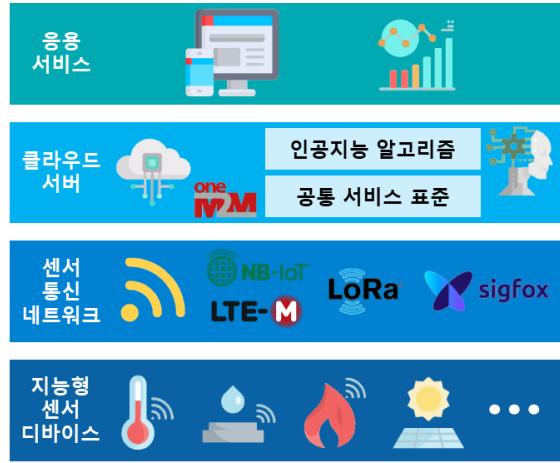 응용
서비스
클라우드
서버
one
M2M
인공지능 알고리즘
공통 서비스 표준
센서
통신
네트워크
NB-IoT
LTE-M
LoRa
sigfox
지능형
센서
디바이스